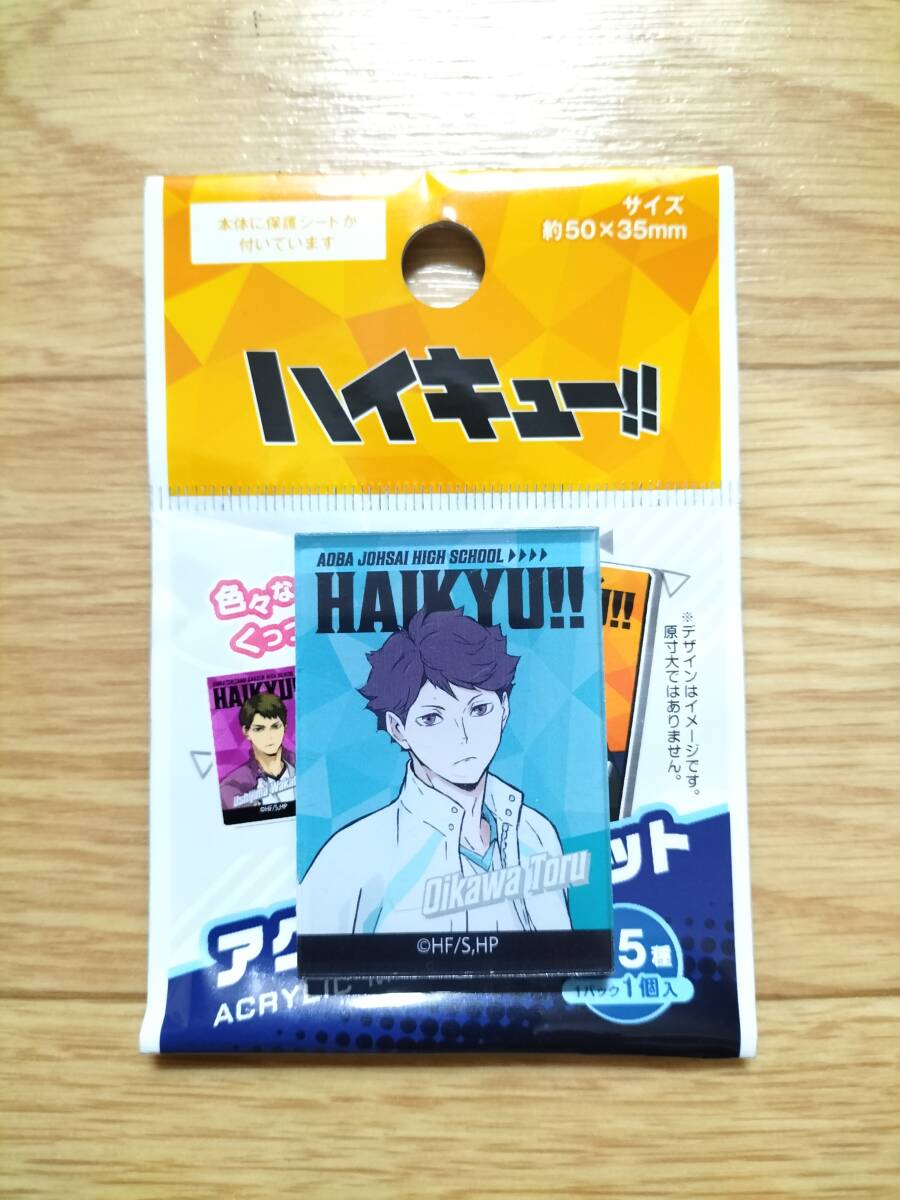 本体に保護シートが
付いています
サイズ
約50×35mm
ハイキュー!!
AOBA JOHSAI HIGH SCHOOL
HAIKYU!!
Oikawa Toru
©HF/S,HP
色々な
くっつ
HAIKYU!
©HF/S,HP
!!
※デザインはイメージです。
原寸大ではありません。
ット
5種
1パック1個入